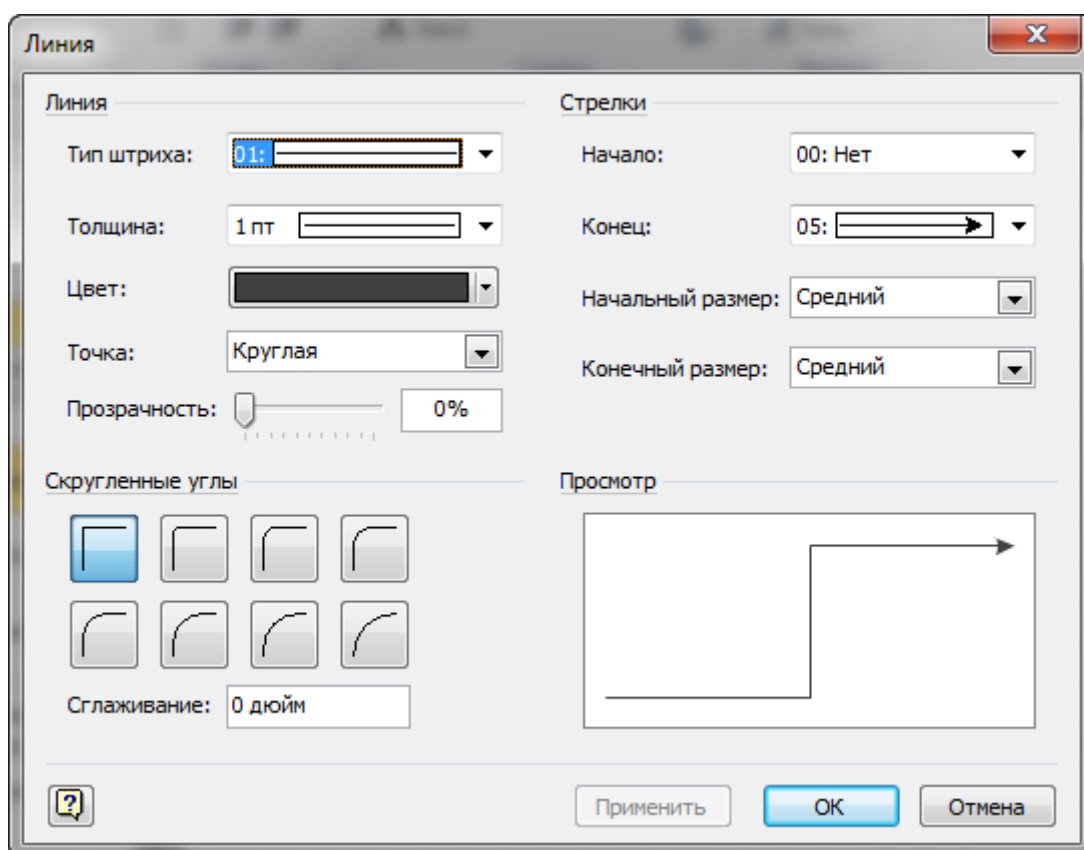 Линия
Линия
Тип штриха: 01:
Толщина: 1 пт
Цвет:
Точка: Круглая
Прозрачность: 0%
Стрелки
Начало: 00: Нет
Конец: 05:
Начальный размер: Средний
Конечный размер: Средний
Скругленные углы
Сглаживание: 0 дюйм
Просмотр
Применить
ОК
Отмена